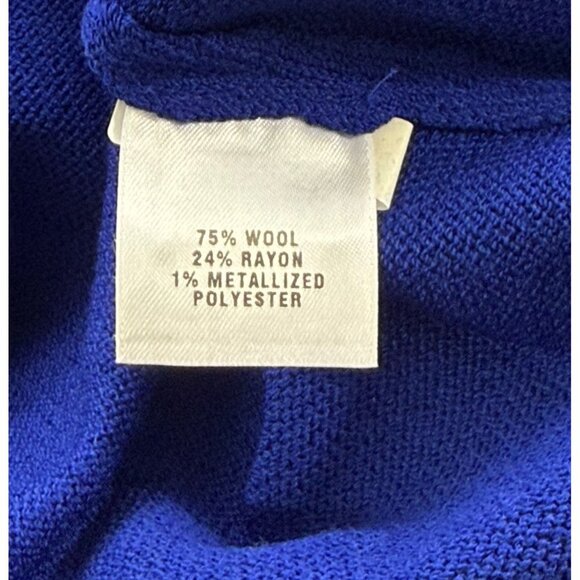 75% WOOL
24% RAYON
1% METALLIZED
POLYESTER